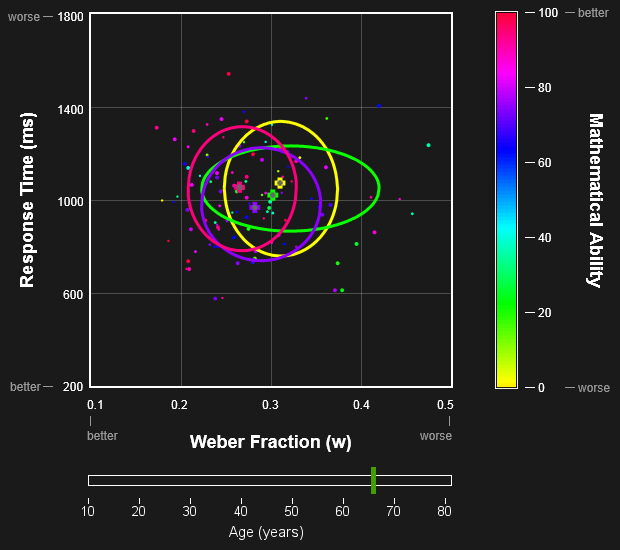 worse
1800
1400
1000
600
better
200
Response Time (ms)
0.1
0.2
0.3
0.4
0.5
better
worse
Weber Fraction (w)
10
20
30
40
50
60
70
80
Age (years)
100
better
80
60
40
20
0
worse
Mathematical Ability